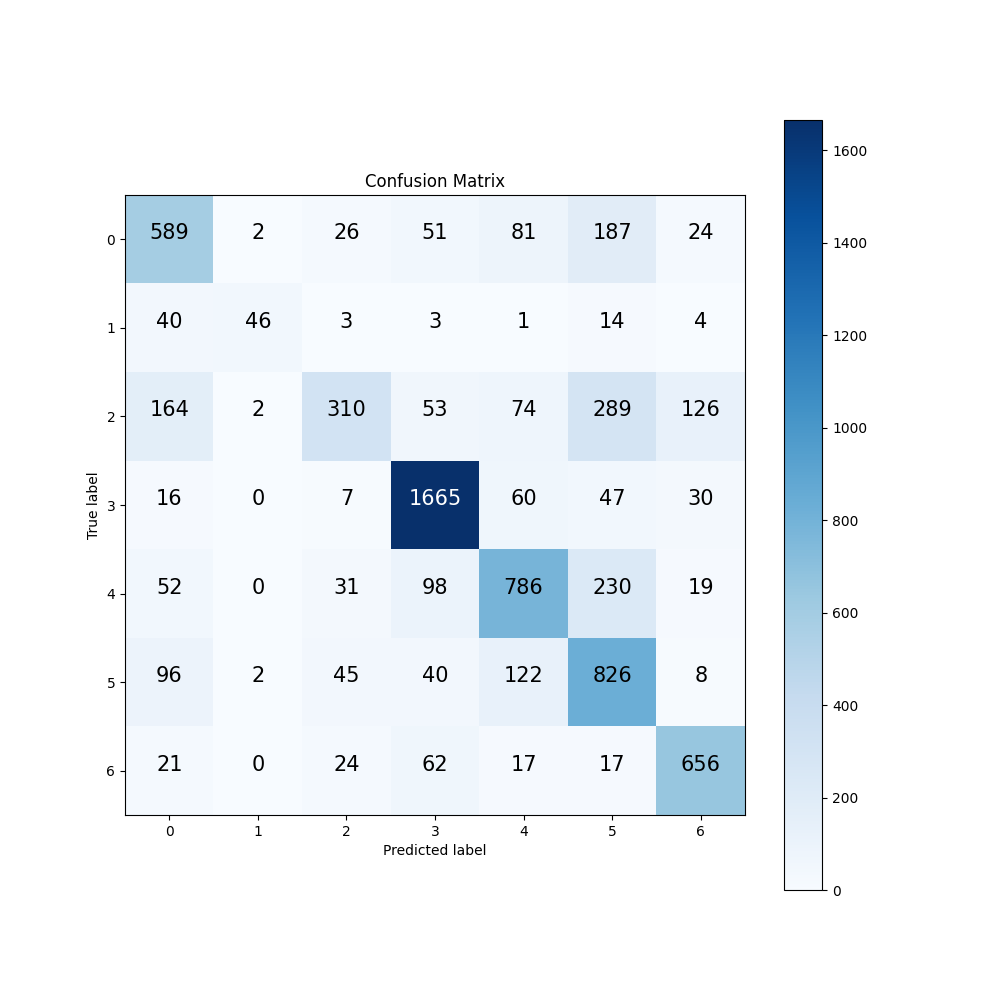 Confusion Matrix
0 589 2 26 51 81 187 24
1 40 46 3 3 1 14 4
2 164 2 310 53 74 289 126
3 16 0 7 1665 60 47 30
4 52 0 31 98 786 230 19
5 96 2 45 40 122 826 8
6 21 0 24 62 17 17 656
0 1 2 3 4 5 6
Predicted label
True label
1600
1400
1200
1000
800
600
400
200
0